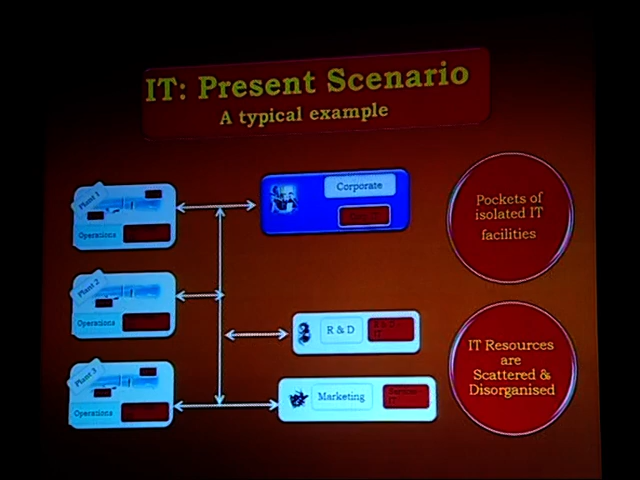 IT: Present Scenario
A typical example
Plant 1
Operations
Corporate
Pockets of
isolated IT
facilities
Plant 2
Operations
R & D
IT Resources
are
Scattered &
Disorganised
Plant 3
Operations
Marketing
IT